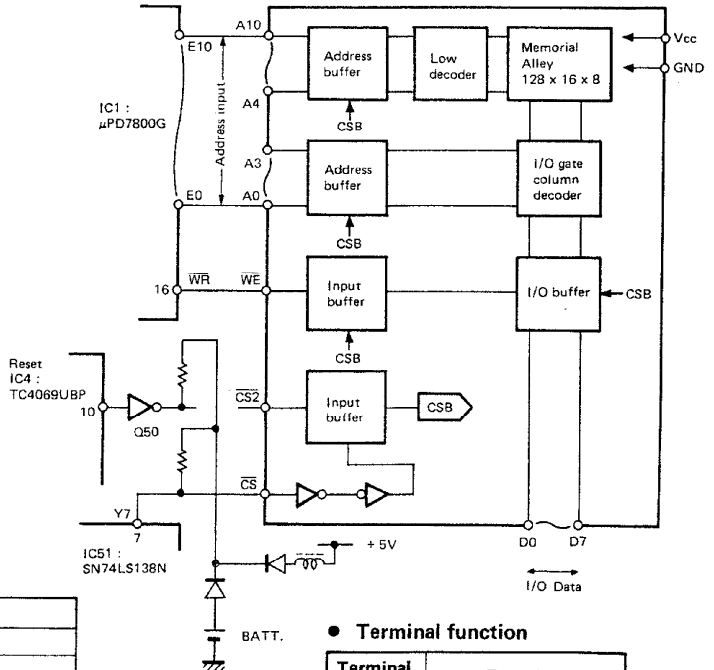 A10
E10
Vcc
GND
Address buffer
Low decoder
Memorial Alley 128 x 16 x 8
IC1 : μPD7800G
Address input
A4
CSB
A3
Address buffer
I/O gate column decoder
E0
A0
CSB
16
WR
WE
Input buffer
I/O buffer
CSB
CSB
Reset
IC4 :
TC4069UBP
10
Q50
CS2
Input buffer
CSB
CS
Y7
7
IC51 :
SN74LS138N
D0
D7
+ 5V
I/O Data
BATT.
● Terminal function
Terminal